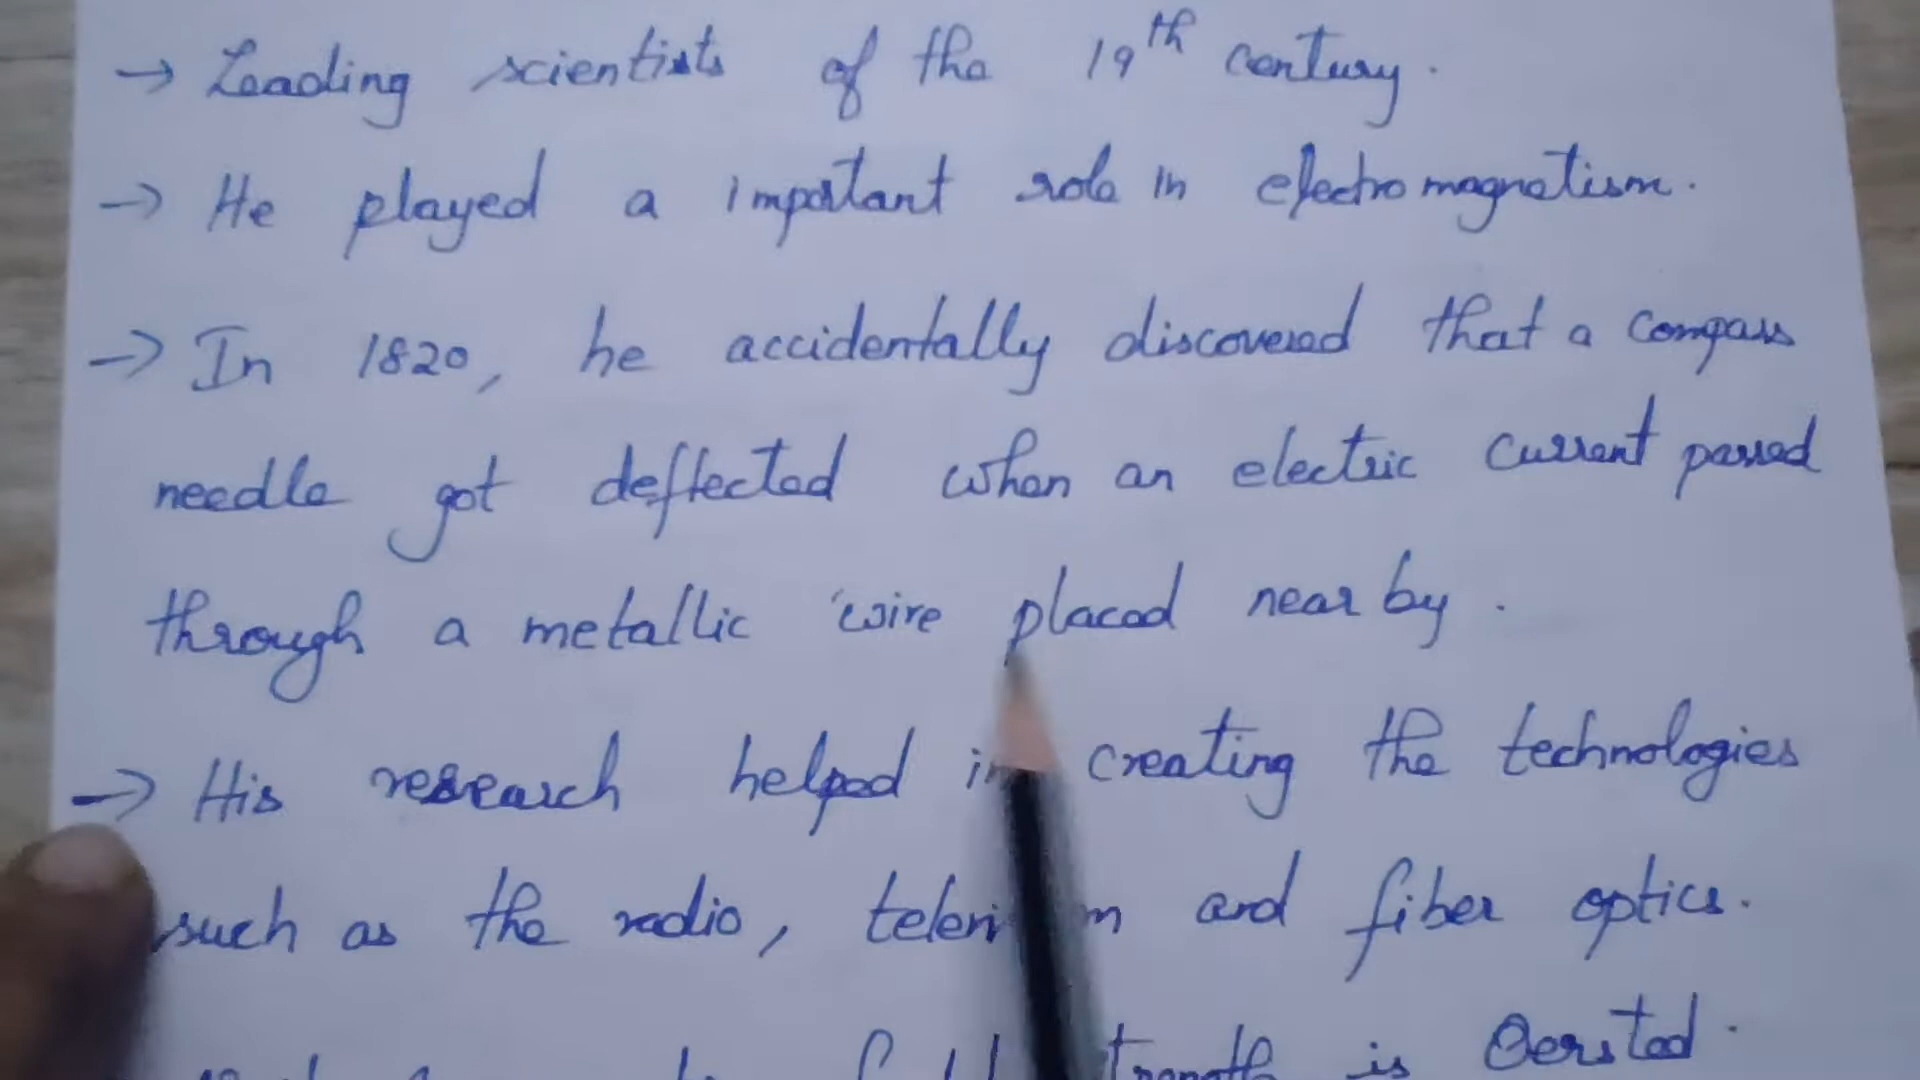 → Leading scientists of the 19th century.
→ He played a important role in electromagnetism.
→ In 1820, he accidentally discovered that a compass
needle got deflected when an electric current passed
through a metallic wire placed near by.
→ His research helped in creating the technologies
such as the radio, and fiber optics.
is Oersted.